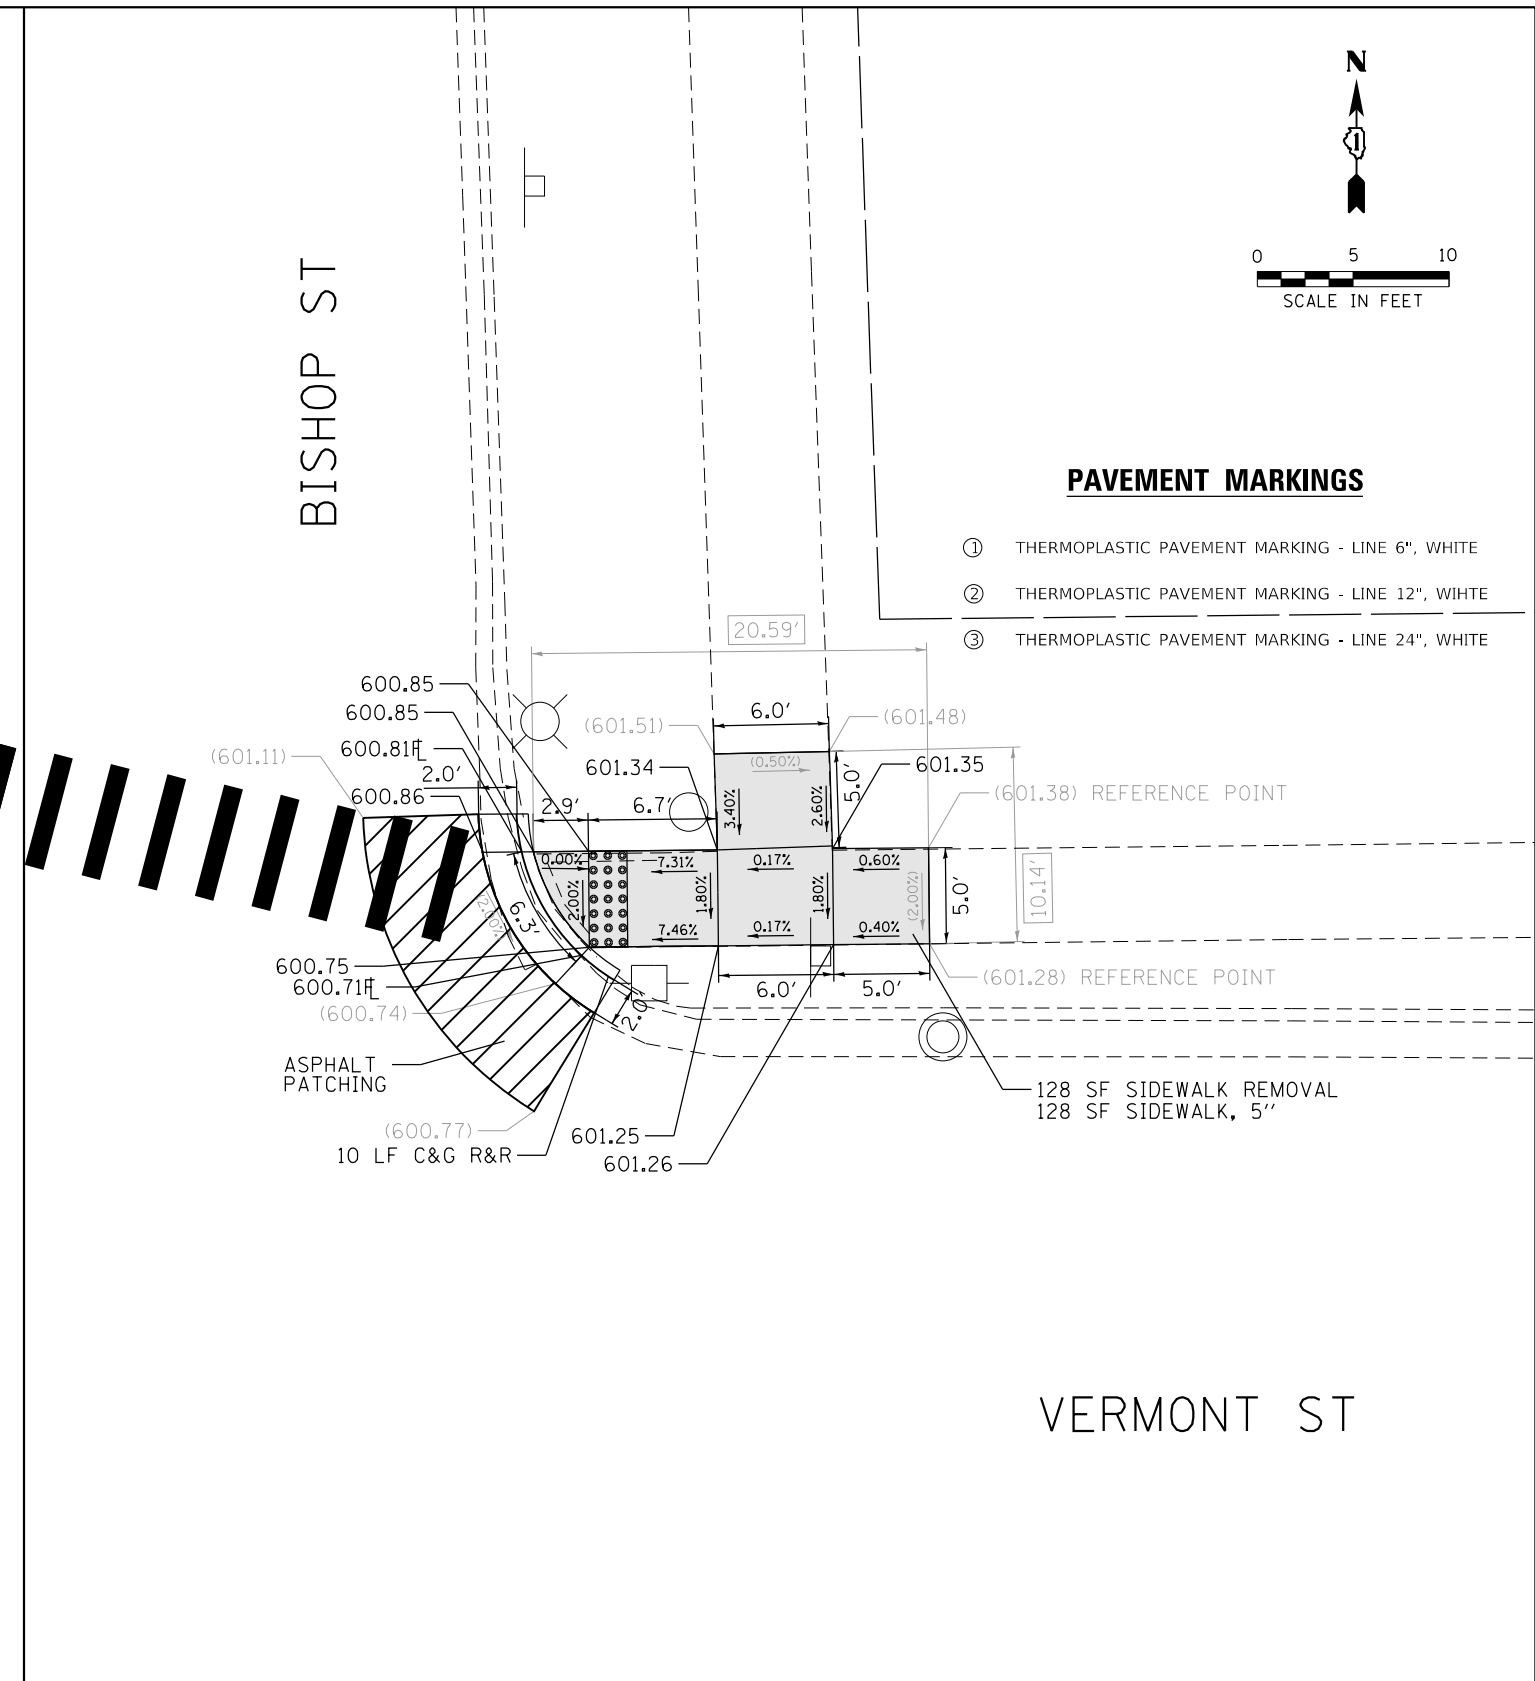 N
1
0 5 10
SCALE IN FEET
BISHOP ST
PAVEMENT MARKINGS
1 THERMOPLASTIC PAVEMENT MARKING - LINE 6", WHITE
2 THERMOPLASTIC PAVEMENT MARKING - LINE 12", WIHTE
3 THERMOPLASTIC PAVEMENT MARKING - LINE 24", WHITE
20.59'
600.85
600.85
600.81 FL
(601.11)
2.0'
600.86
(601.51)
6.0'
(601.48)
(0.50%)
601.34
601.35
5.0'
3.40%
2.60%
2.9'
6.7'
(601.38) REFERENCE POINT
0.00%
7.31%
0.17%
0.60%
2.00%
1.80%
1.80%
(2.00%)
5.0'
10.14'
7.46%
0.17%
0.40%
(2.00%)
6.3'
600.75
600.71 FL
(600.74)
(601.28) REFERENCE POINT
6.0'
5.0'
2.0'
ASPHALT
PATCHING
128 SF SIDEWALK REMOVAL
128 SF SIDEWALK, 5"
(600.77)
10 LF C&G R&R
601.25
601.26
VERMONT ST